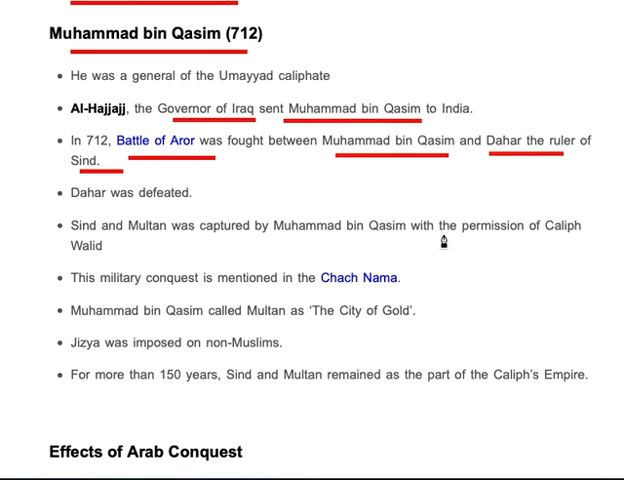 Muhammad bin Qasim (712)
• He was a general of the Umayyad caliphate
• Al-Hajjajj, the Governor of Iraq sent Muhammad bin Qasim to India.
• In 712, Battle of Aror was fought between Muhammad bin Qasim and Dahar the ruler of
Sind.
• Dahar was defeated.
• Sind and Multan was captured by Muhammad bin Qasim with the permission of Caliph
Walid
• This military conquest is mentioned in the Chach Nama.
• Muhammad bin Qasim called Multan as ‘The City of Gold’.
• Jizya was imposed on non-Muslims.
• For more than 150 years, Sind and Multan remained as the part of the Caliph’s Empire.
Effects of Arab Conquest